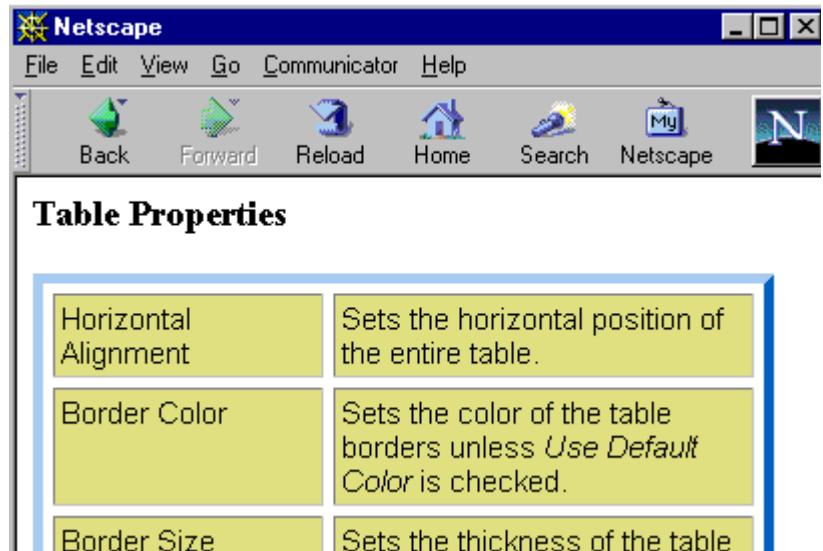 Netscape
File Edit View Go Communicator Help
My
N
Back Forward Reload Home Search Netscape
Table Properties
Horizontal
Alignment
Sets the horizontal position of
the entire table.
Border Color
Sets the color of the table
borders unless Use Default
Color is checked.
Border Size
Sets the thickness of the table